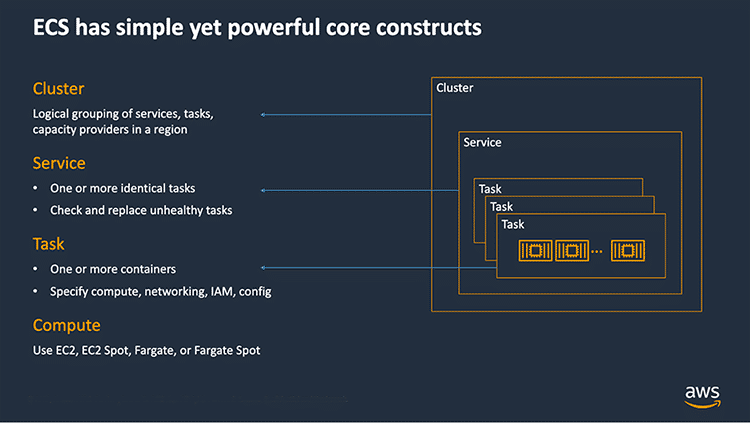 ECS has simple yet powerful core constructs
Cluster
Logical grouping of services, tasks,
capacity providers in a region
Service
• One or more identical tasks
• Check and replace unhealthy tasks
Task
• One or more containers
• Specify compute, networking, IAM, config
Compute
Use EC2, EC2 Spot, Fargate, or Fargate Spot
Cluster
Service
Task
Task
Task
...
aws